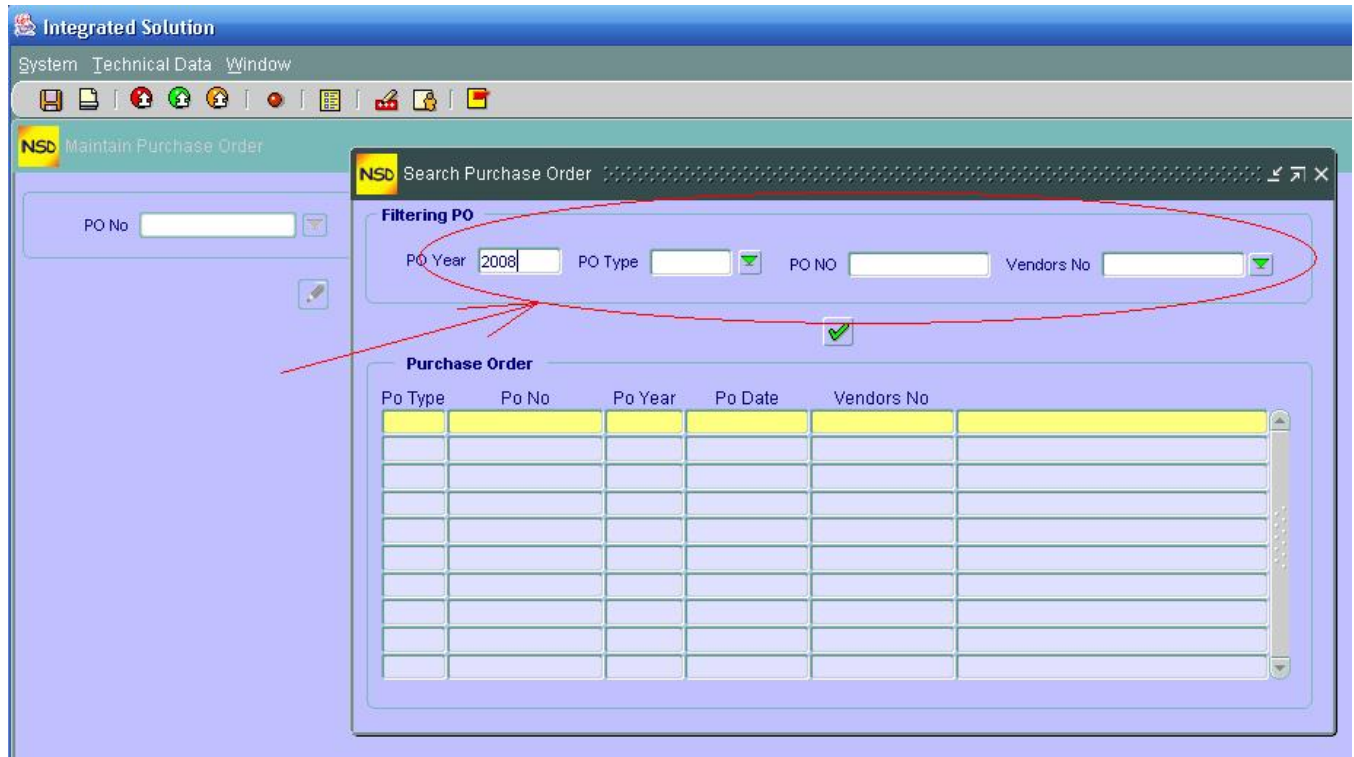 Integrated Solution
System Technical Data Window
NSD Maintain Purchase Order
NSD Search Purchase Order
Filtering PO
PO No
PO Year 2008 PO Type PO NO Vendors No
Purchase Order
Po Type Po No Po Year Po Date Vendors No